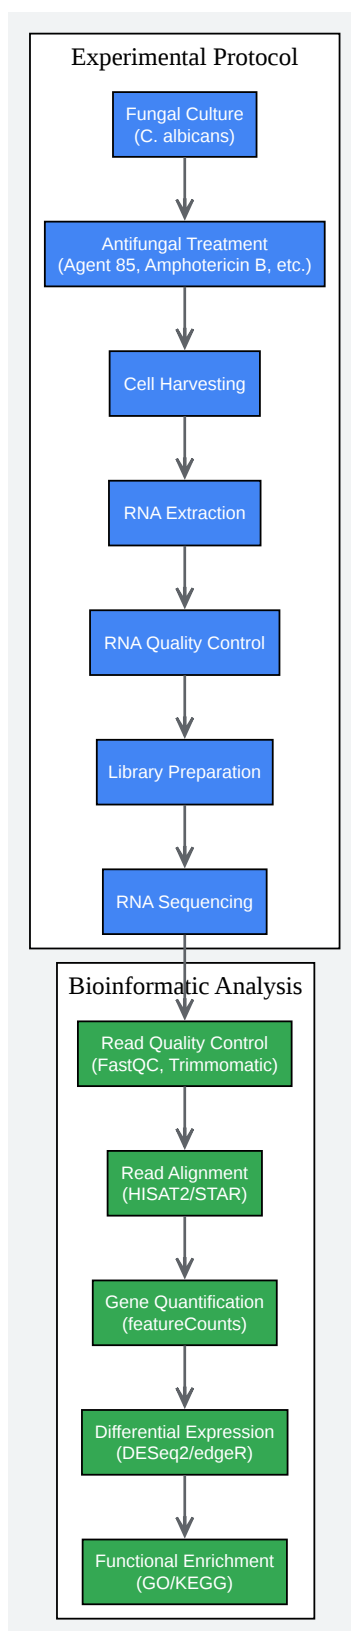 Experimental Protocol
Fungal Culture
(C. albicans)
Antifungal Treatment
(Agent 85, Amphotericin B, etc.)
Cell Harvesting
RNA Extraction
RNA Quality Control
Library Preparation
RNA Sequencing
Bioinformatic Analysis
Read Quality Control
(FastQC, Trimmomatic)
Read Alignment
(HISAT2/STAR)
Gene Quantification
(featureCounts)
Differential Expression
(DESeq2/edgeR)
Functional Enrichment
(GO/KEGG)